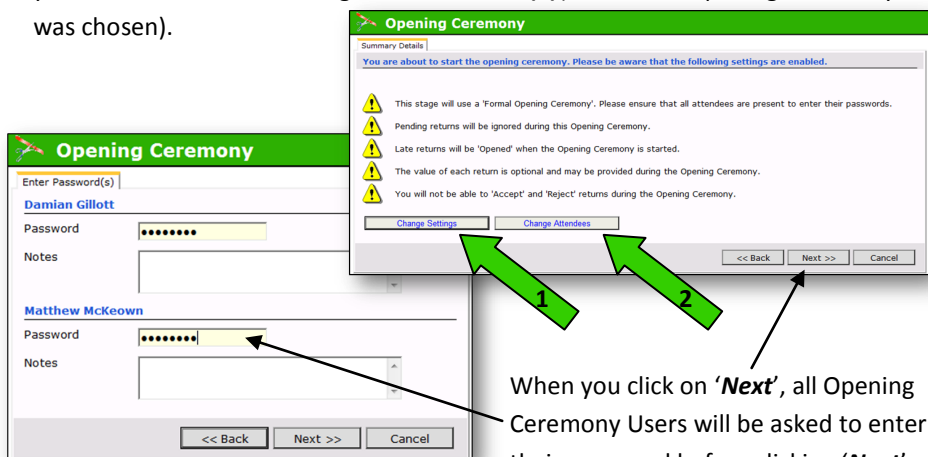 was chosen).
Opening Ceremony
Summary Details
You are about to start the opening ceremony. Please be aware that the following settings are enabled.
This stage will use a 'Formal Opening Ceremony'. Please ensure that all attendees are present to enter their passwords.
Pending returns will be ignored during this Opening Ceremony.
Late returns will be 'Opened' when the Opening Ceremony is started.
The value of each return is optional and may be provided during the Opening Ceremony.
You will not be able to 'Accept' and 'Reject' returns during the Opening Ceremony.
Change Settings
Change Attendees
<< Back
Next >>
Cancel
1
2
Opening Ceremony
Enter Password(s)
Damian Gillott
Password ••••••••
Notes
Matthew McKeown
Password ••••••••
Notes
<< Back
Next >>
Cancel
When you click on ‘Next’, all Opening
Ceremony Users will be asked to enter